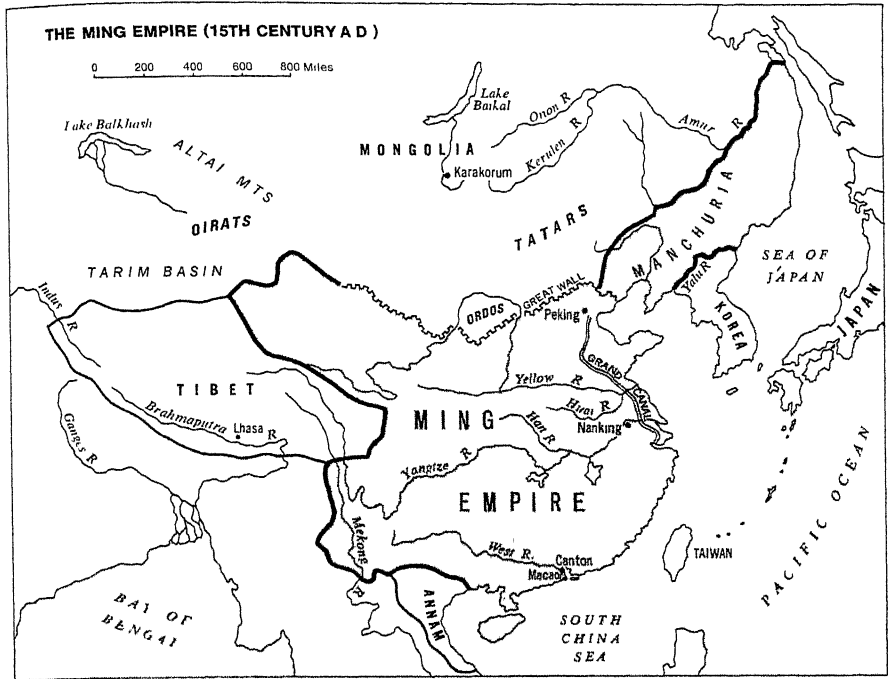 THE MING EMPIRE (15TH CENTURY A D )
0 200 400 600 800 Miles
Lake Balkhash
ALTAI MTS
OIRATS
TARIM BASIN
MONGOLIA
Lake
Baikal
Karakorum
Onon R
Kerulen R
Amur R
TATARS
MANCHURIA
SEA OF
JAPAN
JAPAN
Yalu R
KOREA
ORDOS
GREAT WALL
Peking
GRAND CANAL
Indus R
TIBET
Brahmaputra R
Lhasa
Ganges R
Yellow R
MING
Han R
Nanking
Yangtze R
EMPIRE
Mekong R
West R.
Canton
Macao
ANNAM
TAIWAN
PACIFIC OCEAN
BAY OF
BENGAL
SOUTH
CHINA
SEA